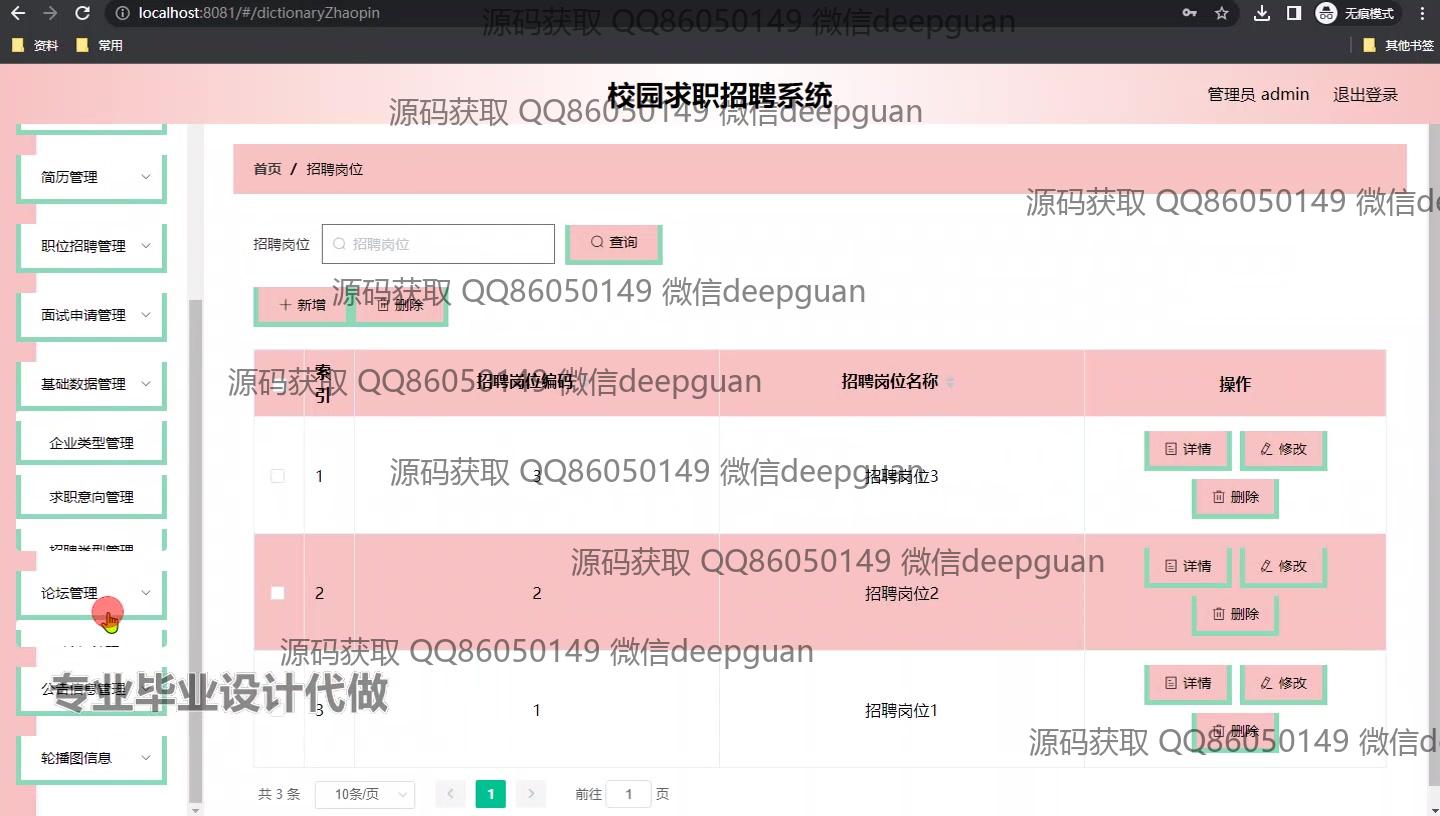 localhost:8081/#/dictionaryZhaopin
无痕模式
资料
常用
其他书签
源码获取 QQ86050149 微信deepguan
校园求职招聘系统
管理员 admin
退出登录
源码获取 QQ86050149 微信deepguan
首页 / 招聘岗位
源码获取 QQ86050149 微信de
简历管理
职位招聘管理
面试申请管理
基础数据管理
企业类型管理
求职意向管理
招聘类型管理
论坛管理
公告信息管理
轮播图信息
专业毕业设计代做
招聘岗位
招聘岗位
查询
新增
删除
源码获取 QQ86050149 微信deepguan
索引
招聘岗位编码
招聘岗位名称
操作
源码获取 QQ86050149 微信deepguan
1
3
招聘岗位3
详情
修改
删除
源码获取 QQ86050149 微信deepguan
2
2
招聘岗位2
详情
修改
删除
源码获取 QQ86050149 微信deepguan
源码获取 QQ86050149 微信deepguan
3
1
招聘岗位1
详情
修改
删除
源码获取 QQ86050149 微信d
共 3 条
10条/页
1
前往
1
页